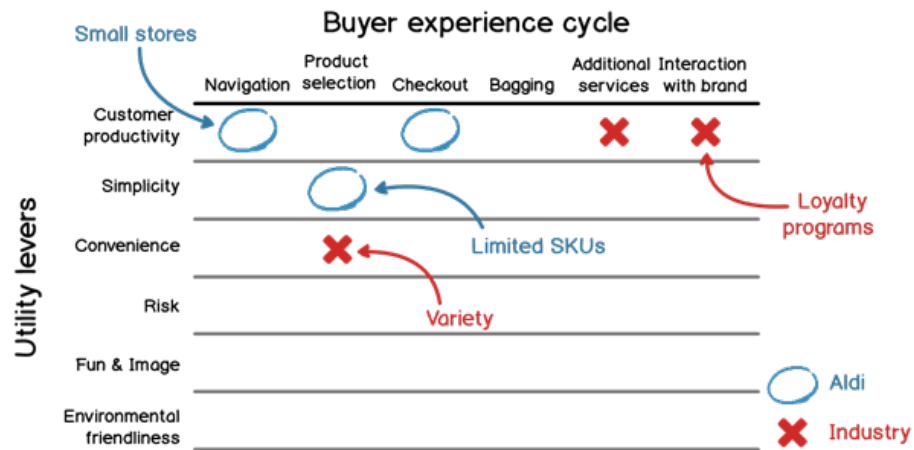 Buyer experience cycle
Small stores
Navigation
Product
selection
Checkout
Bagging
Additional
services
Interaction
with brand
Utility levers
Customer
productivity
Simplicity
Convenience
Risk
Fun & Image
Environmental
friendliness
Limited SKUs
Variety
Loyalty
programs
Aldi
Industry